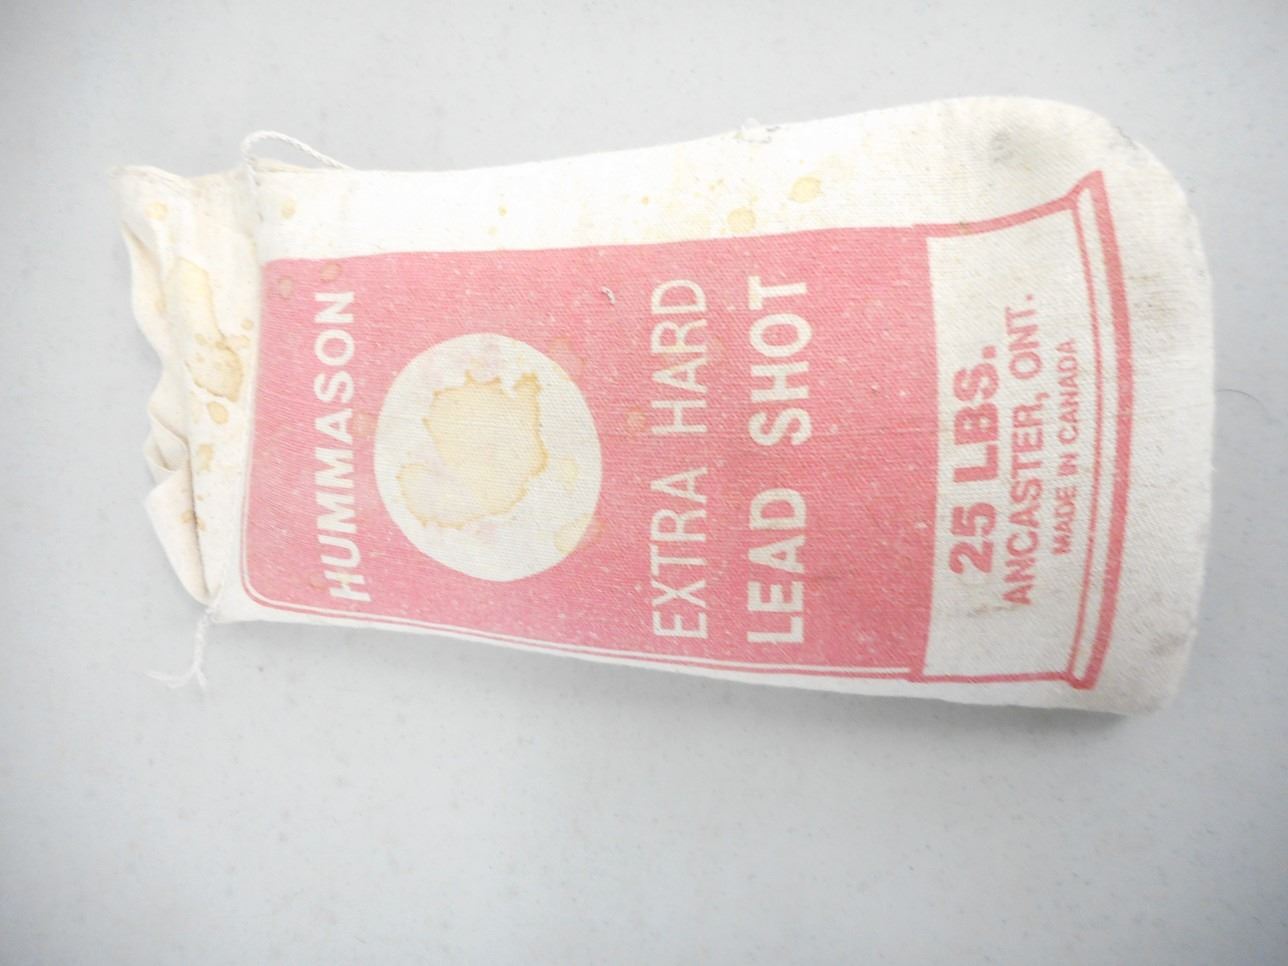 HUMMASON
EXTRA HARD
LEAD SHOT
25 LBS.
ANCASTER, ONT.
MADE IN CANADA